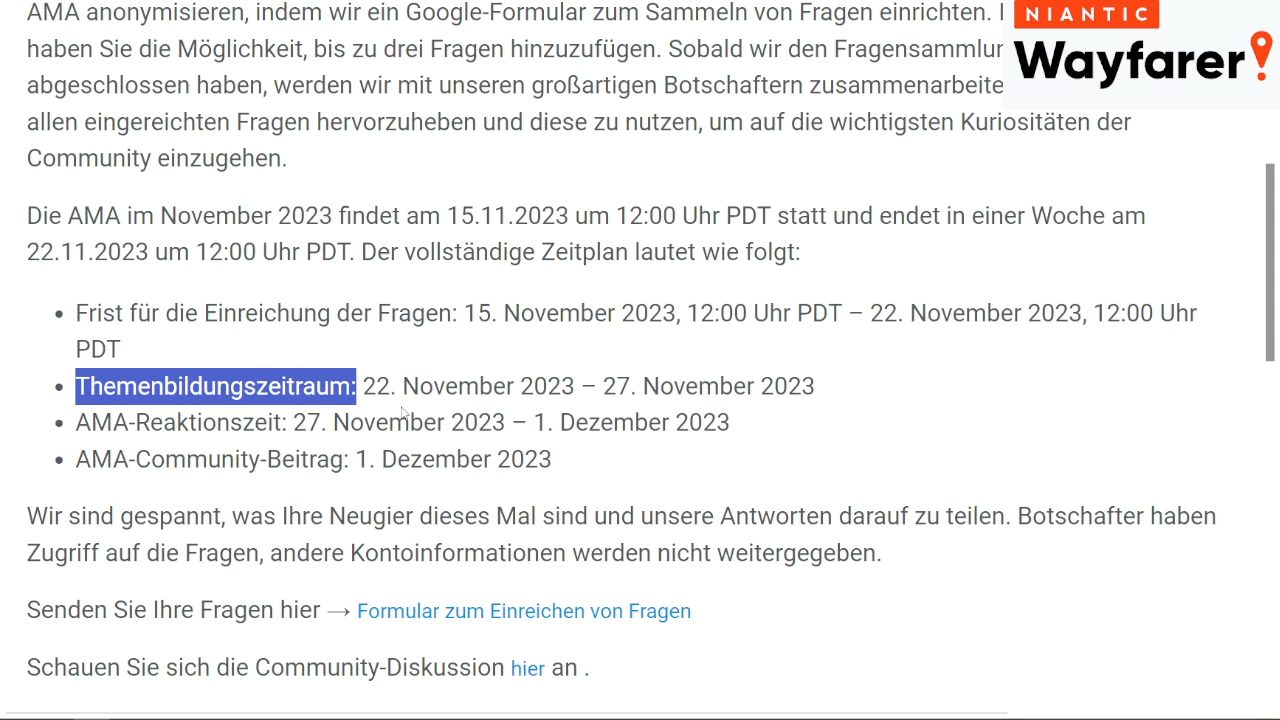 AMA anonymisieren, indem wir ein Google-Formular zum Sammeln von Fragen einrichten.
NIANTIC
Wayfarer
haben Sie die Möglichkeit, bis zu drei Fragen hinzuzufügen. Sobald wir den
abgeschlossen haben, werden wir mit unseren großartigen Botschaftern
allen eingereichten Fragen hervorzuheben und diese zu nutzen, um auf die wichtigsten Kuriositäten der
Community einzugehen.
Die AMA im November 2023 findet am 15.11.2023 um 12:00 Uhr PDT statt und endet in einer Woche am
22.11.2023 um 12:00 Uhr PDT. Der vollständige Zeitplan lautet wie folgt:
• Frist für die Einreichung der Fragen: 15. November 2023, 12:00 Uhr PDT – 22. November 2023, 12:00 Uhr
PDT
• Themenbildungszeitraum: 22. November 2023 – 27. November 2023
• AMA-Reaktionszeit: 27. November 2023 – 1. Dezember 2023
• AMA-Community-Beitrag: 1. Dezember 2023
Wir sind gespannt, was Ihre Neugier dieses Mal sind und unsere Antworten darauf zu teilen. Botschafter haben
Zugriff auf die Fragen, andere Kontoinformationen werden nicht weitergegeben.
Senden Sie Ihre Fragen hier → Formular zum Einreichen von Fragen
Schauen Sie sich die Community-Diskussion hier an .